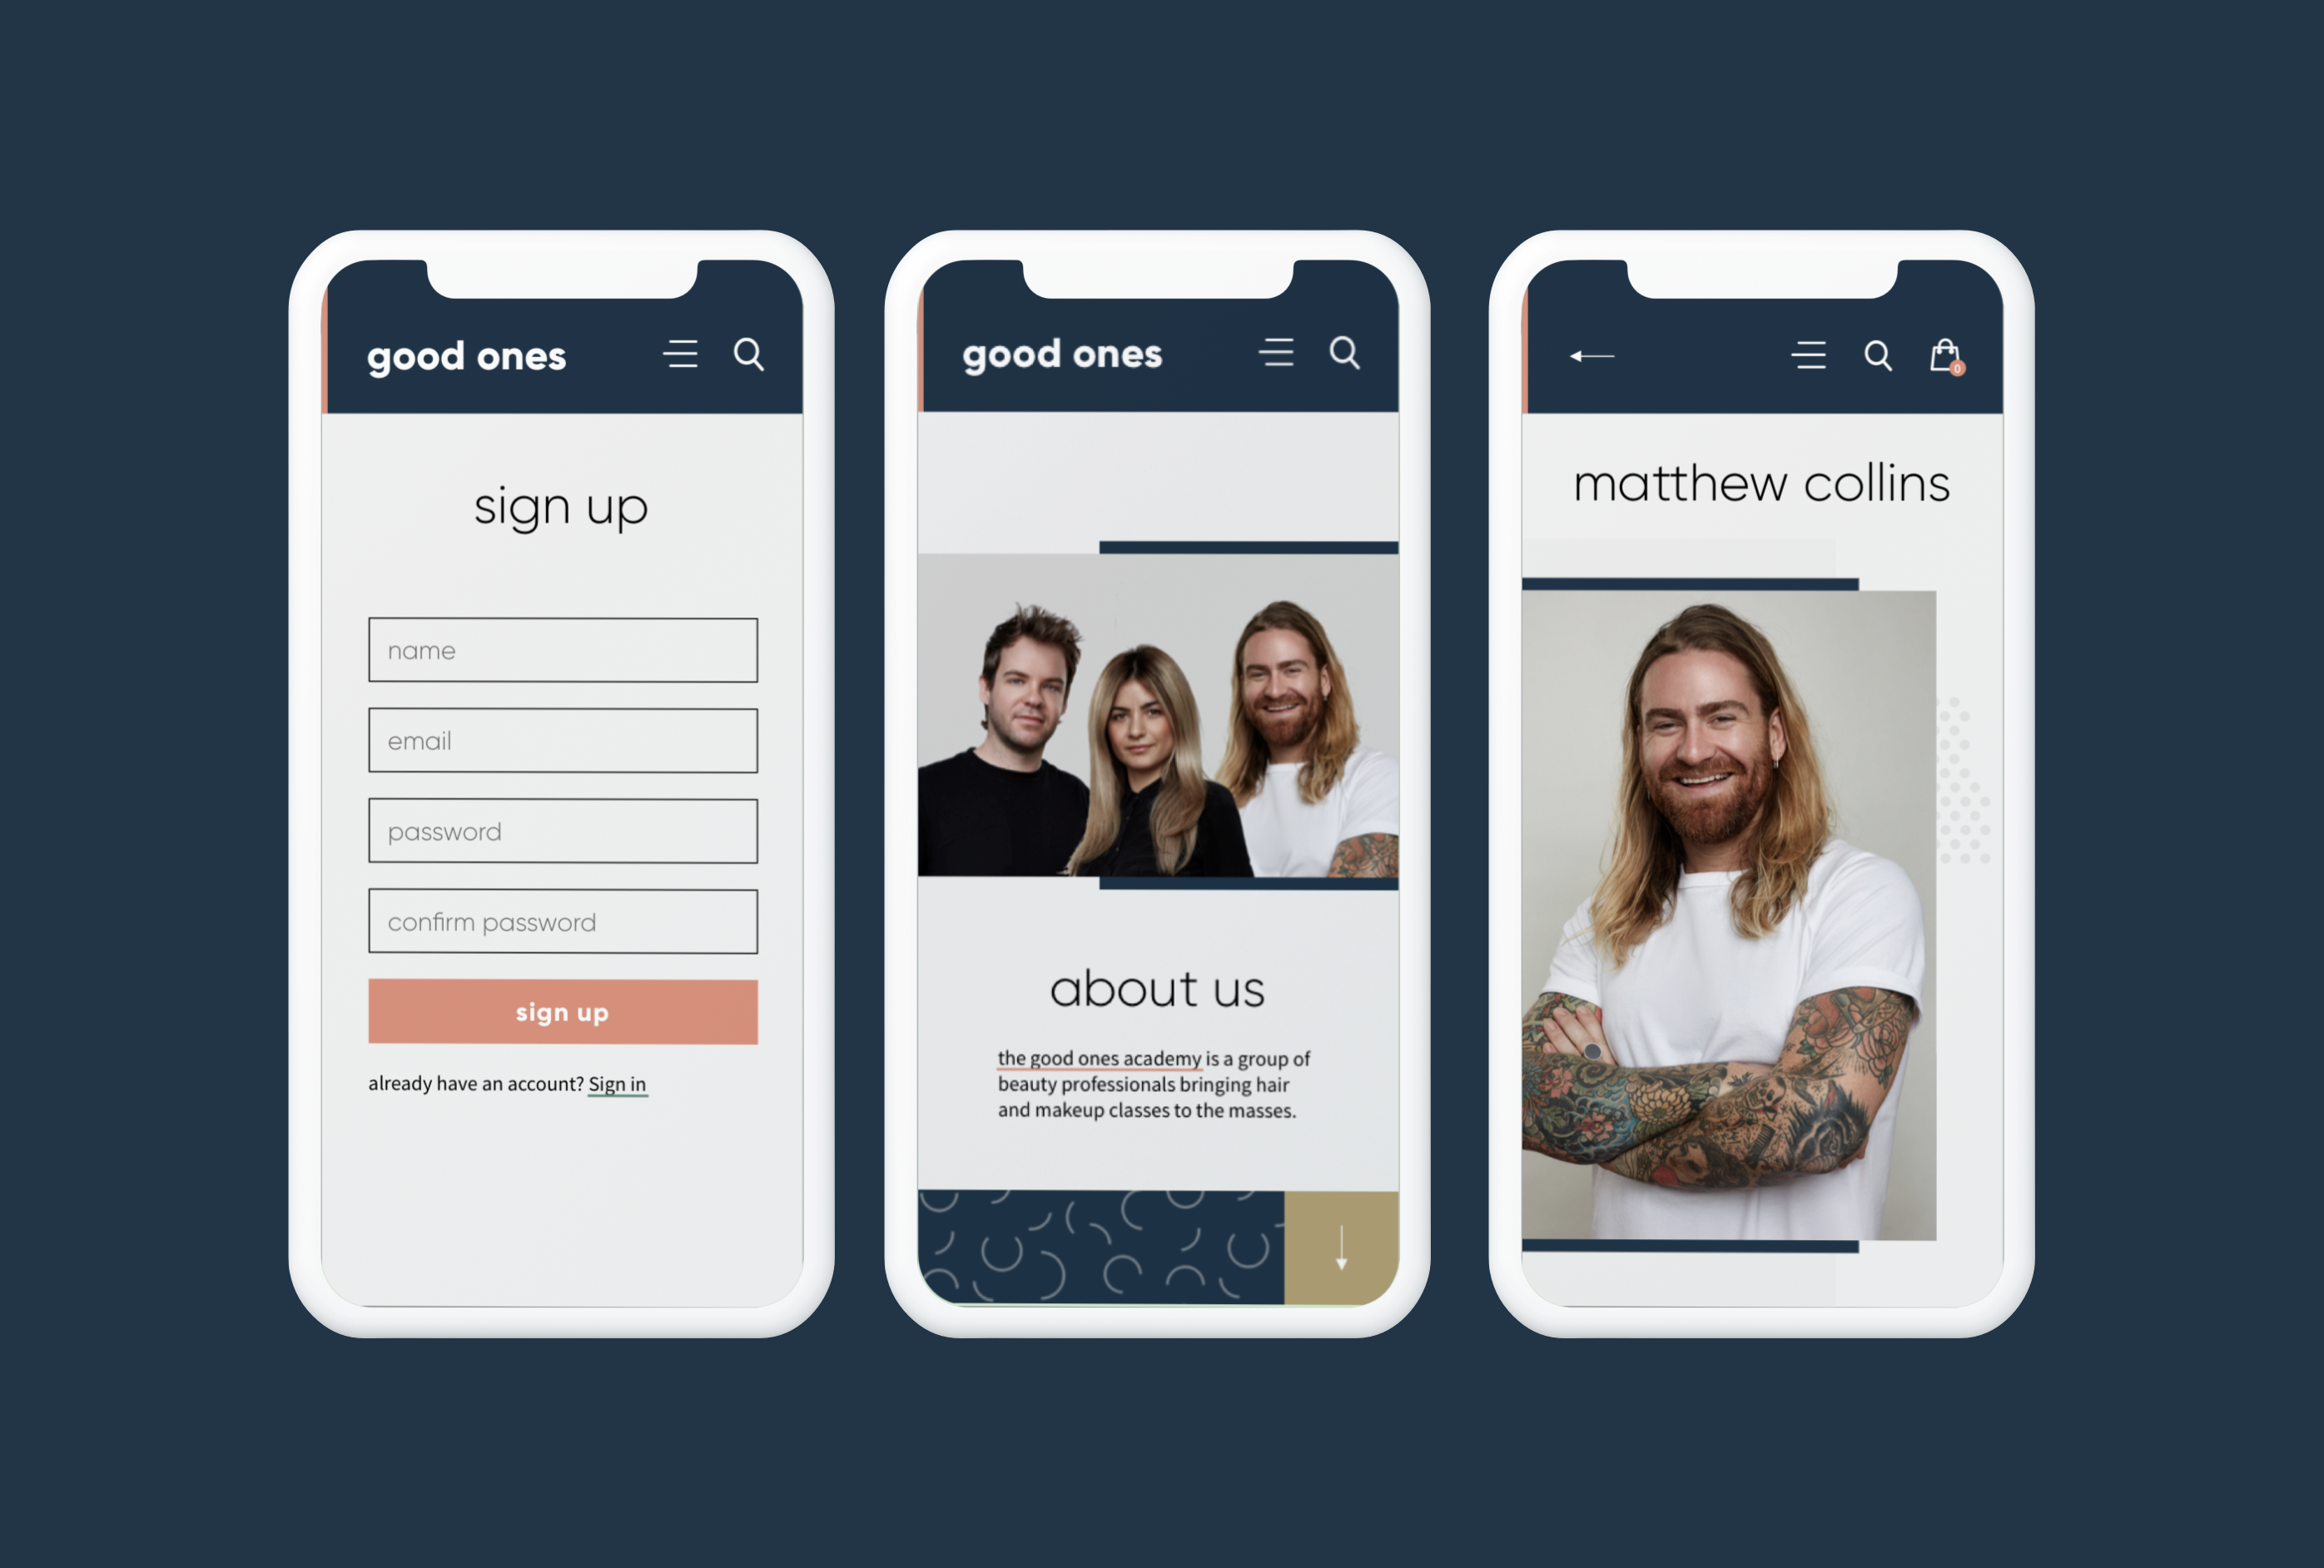 good ones
sign up
name
email
password
confirm password
sign up
already have an account? Sign in
good ones
about us
the good ones academy is a group of
beauty professionals bringing hair
and makeup classes to the masses.
0
matthew collins